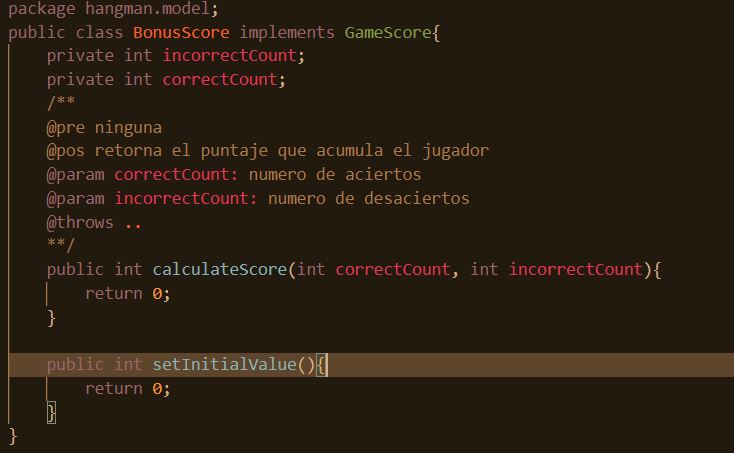 package hangman.model;
public class BonusScore implements GameScore{
    private int incorrectCount;
    private int correctCount;
    /**
    @pre ninguna
    @pos retorna el puntaje que acumula el jugador
    @param correctCount: numero de aciertos
    @param incorrectCount: numero de desaciertos
    @throws ..
    **/
    public int calculateScore(int correctCount, int incorrectCount){
        return 0;
    }
    public int setInitialValue(){
        return 0;
    }
}